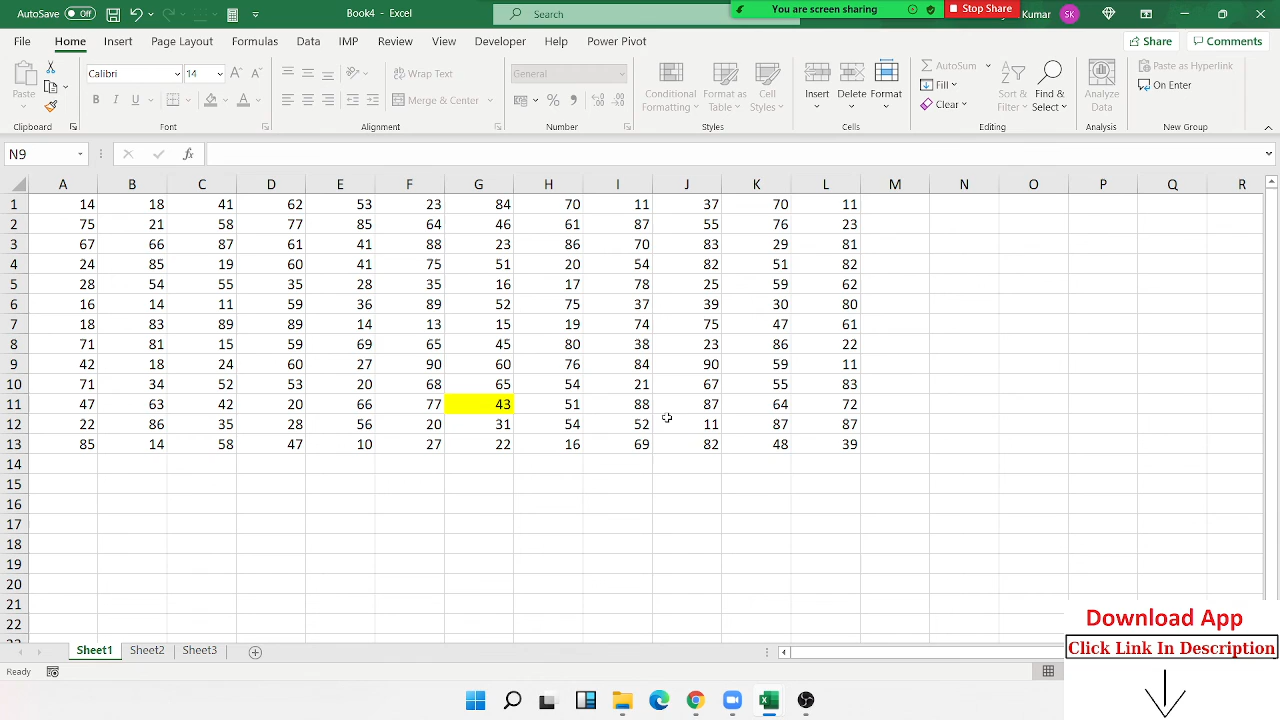 AutoSave Off Book4 - Excel Search You are screen sharing Stop Share Kumar SK
File Home Insert Page Layout Formulas Data IMP Review View Developer Help Power Pivot Share Comments
Paste Calibri 14 Wrap Text General Conditional Formatting Format as Table Cell Styles Insert Delete Format AutoSum Sort & Filter Find & Select Analyze Data Paste as Hyperlink
B I U Merge & Center Fill On Enter
Clear
Clipboard Font Alignment Number Styles Cells Editing Analysis New Group
N9 fx
A B C D E F G H I J K L M N O P Q R
1 14 18 41 62 53 23 84 70 11 37 70 11
2 75 21 58 77 85 64 46 61 87 55 76 23
3 67 66 87 61 41 88 23 86 70 83 29 81
4 24 85 19 60 41 75 51 20 54 82 51 82
5 28 54 55 35 28 35 16 17 78 25 59 62
6 16 14 11 59 36 89 52 75 37 39 30 80
7 18 83 89 89 14 13 15 19 74 75 47 61
8 71 81 15 59 69 65 45 80 38 23 86 22
9 42 18 24 60 27 90 60 76 84 90 59 11
10 71 34 52 53 20 68 65 54 21 67 55 83
11 47 63 42 20 66 77 43 51 88 87 64 72
12 22 86 35 28 56 20 31 54 52 11 87 87
13 85 14 58 47 10 27 22 16 69 82 48 39
14
15
16
17
18
19
20
21
22
Download App
Click Link In Description
Sheet1 Sheet2 Sheet3
Ready